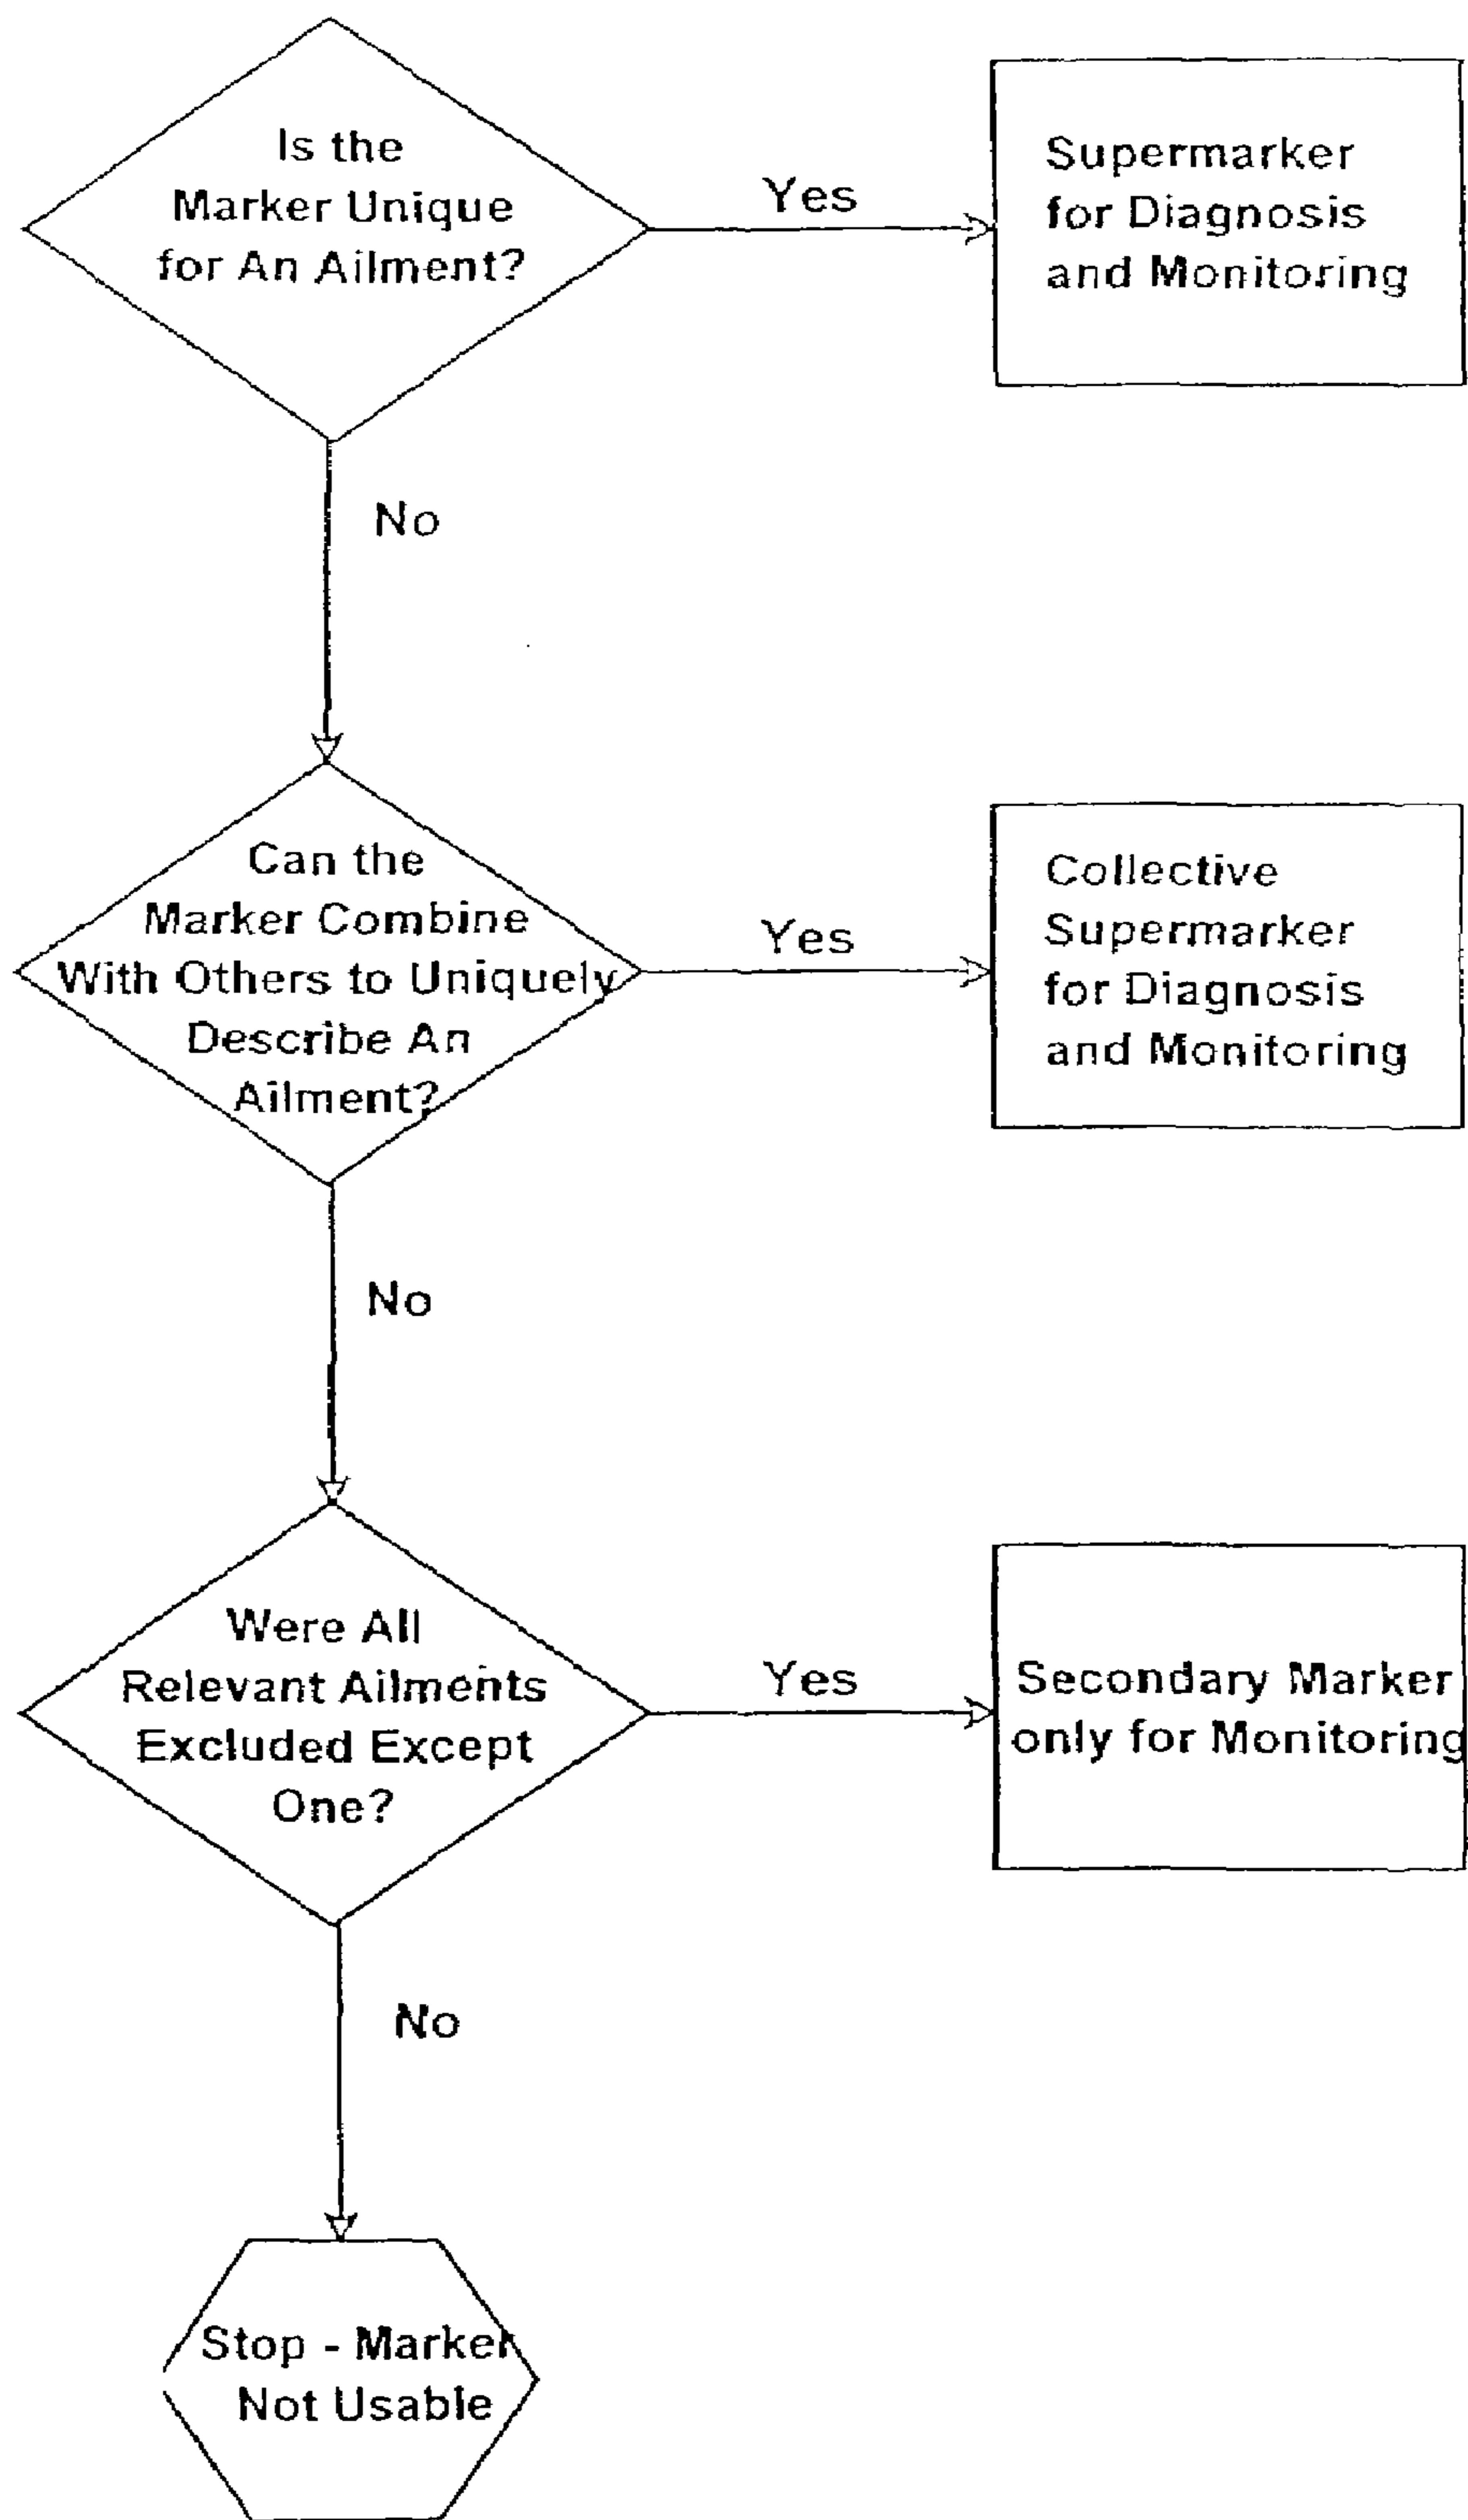 Is the
Marker Unique
for An Ailment?
Yes
Supermarker
for Diagnosis
and Monitoring
No
Can the
Marker Combine
With Others to Uniquely
Describe An
Ailment?
Yes
Collective
Supermarker
for Diagnosis
and Monitoring
No
Were All
Relevant Ailments
Excluded Except
One?
Yes
Secondary Marker
only for Monitoring
No
Stop - Marker
Not Usable